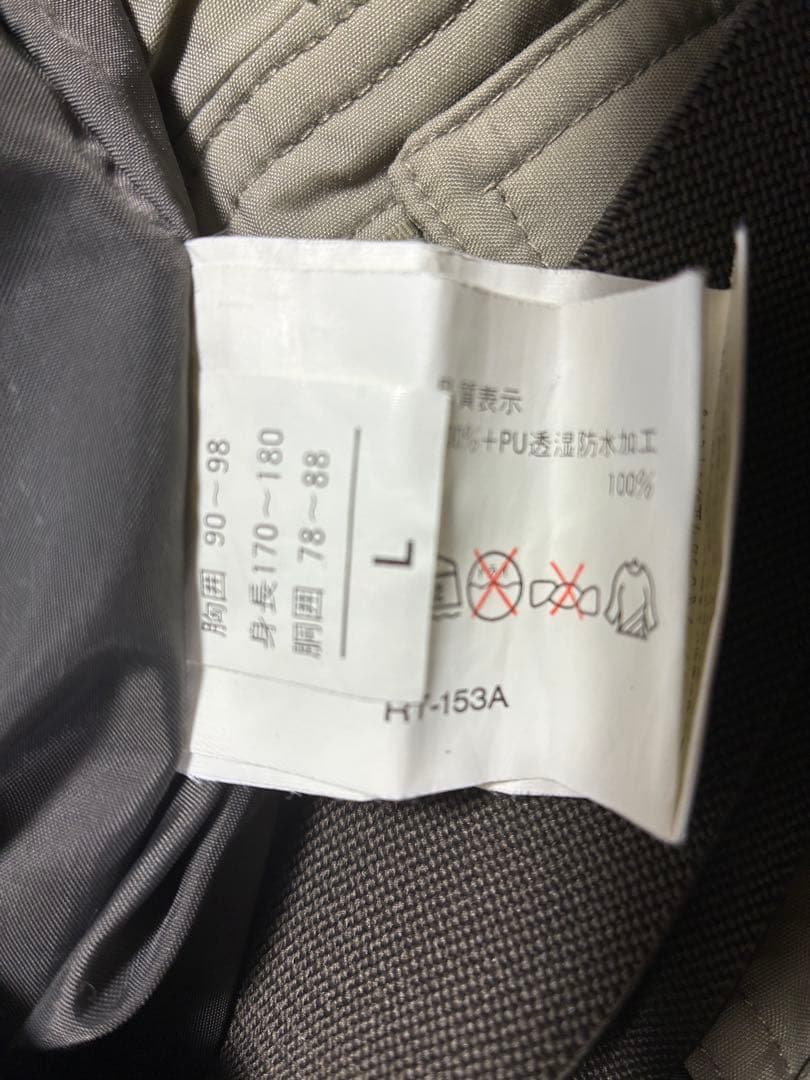 L
胴囲 78～88
身長170～180
胸囲 90～98
質表示
%＋PU透湿防水加工
100%
-153A